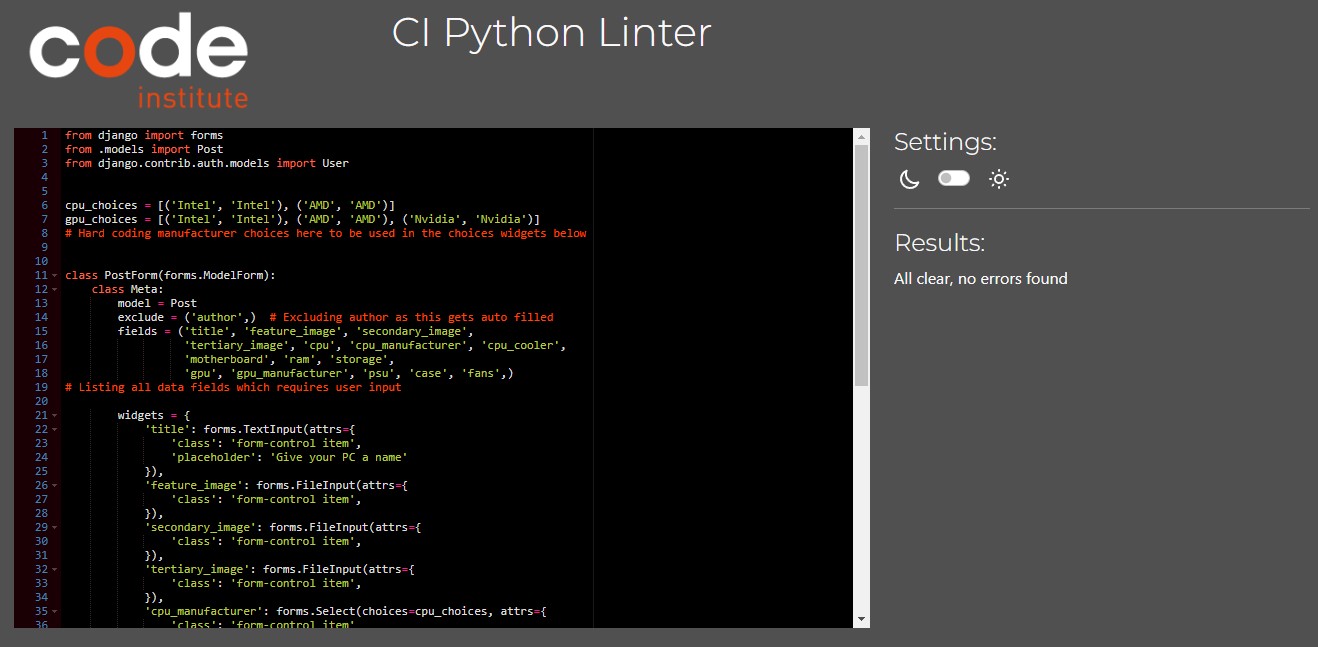 code
institute
CI Python Linter
1 from django import forms
2 from .models import Post
3 from django.contrib.auth.models import User
4
5
6 cpu_choices = [('Intel', 'Intel'), ('AMD', 'AMD')]
7 gpu_choices = [('Intel', 'Intel'), ('AMD', 'AMD'), ('Nvidia', 'Nvidia')]
8 # Hard coding manufacturer choices here to be used in the choices widgets below
9
10
11 class PostForm(forms.ModelForm):
12     class Meta:
13         model = Post
14         exclude = ('author',)  # Excluding author as this gets auto filled
15         fields = ('title', 'feature_image', 'secondary_image',
16                   'tertiary_image', 'cpu', 'cpu_manufacturer', 'cpu_cooler',
17                   'motherboard', 'ram', 'storage',
18                   'gpu', 'gpu_manufacturer', 'psu', 'case', 'fans',)
19 # Listing all data fields which requires user input
20
21         widgets = {
22             'title': forms.TextInput(attrs={
23                 'class': 'form-control item',
24                 'placeholder': 'Give your PC a name'
25             }),
26             'feature_image': forms.FileInput(attrs={
27                 'class': 'form-control item',
28             }),
29             'secondary_image': forms.FileInput(attrs={
30                 'class': 'form-control item',
31             }),
32             'tertiary_image': forms.FileInput(attrs={
33                 'class': 'form-control item',
34             }),
35             'cpu_manufacturer': forms.Select(choices=cpu_choices, attrs={
36                 'class': 'form-control item'
Settings:
Results:
All clear, no errors found